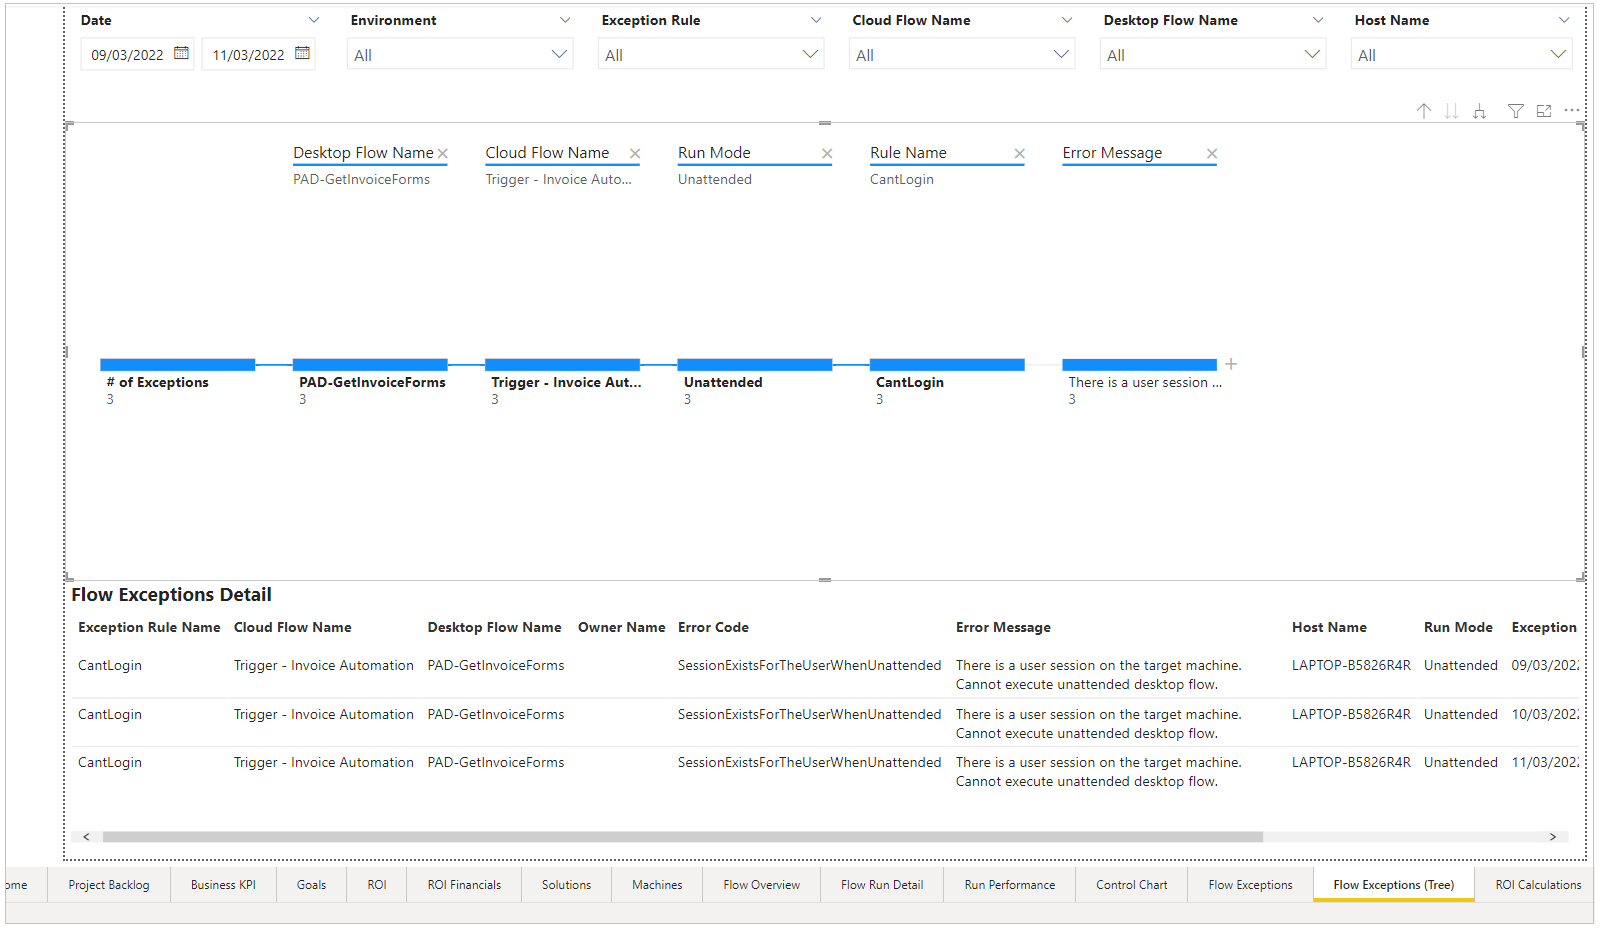 Date
Environment
Exception Rule
Cloud Flow Name
Desktop Flow Name
Host Name
09/03/2022
11/03/2022
All
All
All
All
All
Desktop Flow Name
Cloud Flow Name
Run Mode
Rule Name
Error Message
PAD-GetInvoiceForms
Trigger - Invoice Auto...
Unattended
CantLogin
# of Exceptions
PAD-GetInvoiceForms
Trigger - Invoice Aut...
Unattended
CantLogin
There is a user session ...
3
3
3
3
3
3
Flow Exceptions Detail
Exception Rule Name Cloud Flow Name Desktop Flow Name Owner Name Error Code Error Message Host Name Run Mode Exception
CantLogin Trigger - Invoice Automation PAD-GetInvoiceForms SessionExistsForTheUserWhenUnattended There is a user session on the target machine. LAPTOP-B5826R4R Unattended 09/03/2022
Cannot execute unattended desktop flow.
CantLogin Trigger - Invoice Automation PAD-GetInvoiceForms SessionExistsForTheUserWhenUnattended There is a user session on the target machine. LAPTOP-B5826R4R Unattended 10/03/2022
Cannot execute unattended desktop flow.
CantLogin Trigger - Invoice Automation PAD-GetInvoiceForms SessionExistsForTheUserWhenUnattended There is a user session on the target machine. LAPTOP-B5826R4R Unattended 11/03/2022
Cannot execute unattended desktop flow.
ome
Project Backlog
Business KPI
Goals
ROI
ROI Financials
Solutions
Machines
Flow Overview
Flow Run Detail
Run Performance
Control Chart
Flow Exceptions
Flow Exceptions (Tree)
ROI Calculations